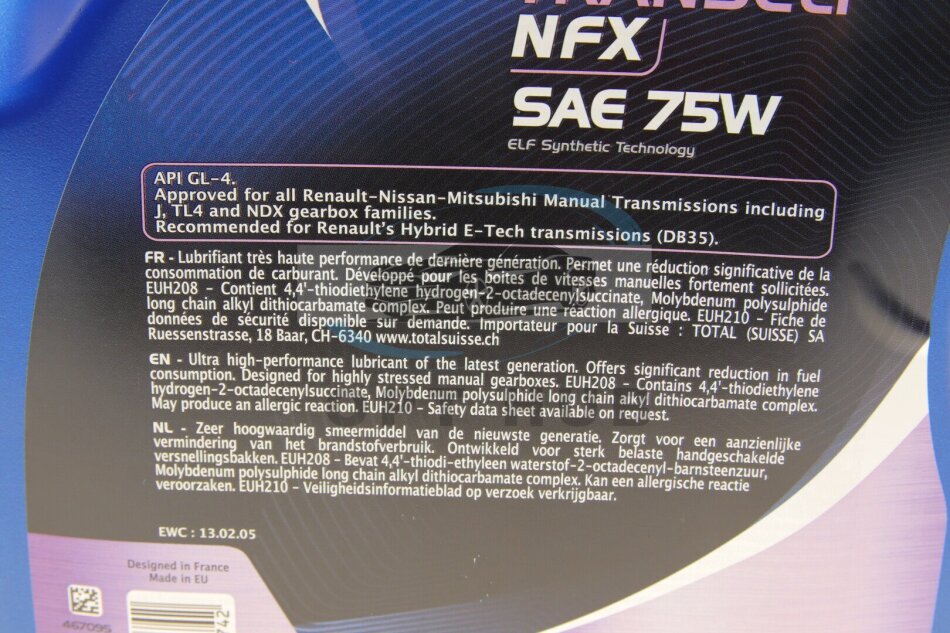 NFX
SAE 75W
ELF Synthetic Technology
API GL-4.
Approved for all Renault-Nissan-Mitsubishi Manual Transmissions including
J, TL4 and NDX gearbox families.
Recommended for Renault's Hybrid E-Tech transmissions (DB35).
FR - Lubrifiant très haute performance de dernière génération. Permet une réduction significative de la
consommation de carburant. Développé pour les boites de vitesses manuelles fortement sollicitées.
EUH208 - Contient 4,4'-thiodiethylene hydrogen-2-octadecenylsuccinate, Molybdenum polysulphide
long chain alkyl dithiocarbamate complex. Peut produire une réaction allergique. EUH210 - Fiche de
données de sécurité disponible sur demande. Importateur pour la Suisse : TOTAL (SUISSE) SA
Ruessenstrasse, 18 Baar, CH-6340 www.totalsuisse.ch
EN - Ultra high-performance lubricant of the latest generation. Offers significant reduction in fuel
consumption. Designed for highly stressed manual gearboxes. EUH208 - Contains 4,4'-thiodiethylene
hydrogen-2-octadecenylsuccinate, Molybdenum polysulphide long chain alkyl dithiocarbamate complex.
May produce an allergic reaction. EUH210 - Safety data sheet available on request.
NL - Zeer hoogwaardig smeermiddel van de nieuwste generatie. Zorgt voor een aanzienlijke
vermindering van het brandstofverbruik. Ontwikkeld voor sterk belaste handgeschakelde
versnellingsbakken. EUH208 - Bevat 4,4'-thiodi-ethyleen waterstof-2-octadecenyl-barnsteenzuur,
Molybdenum polysulphide long chain alkyl dithiocarbamate complex. Kan een allergische reactie
veroorzaken. EUH210 - Veiligheidsinformatieblad op verzoek verkrijgbaar.
EWC : 13.02.05
Designed in France
Made in EU
467095
742